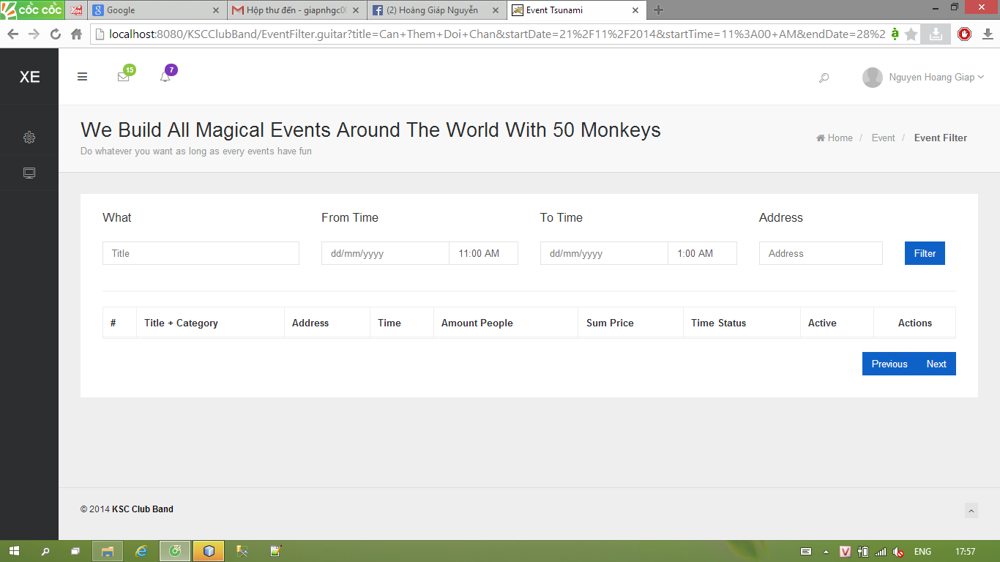 cốc cốc
Google
Hộp thư đến - giapnhgc0
(2) Hoàng Giáp Nguyễn
Event Tsunami
localhost:8080/KSCClubBand/EventFilter.guitar?title=Can+Them+Doi+Chan&startDate=21%2F11%2F2014&startTime=11%3A00+AM&endDate=28%2
XE
15
7
Nguyen Hoang Giap
We Build All Magical Events Around The World With 50 Monkeys
Do whatever you want as long as every events have fun
Home / Event / Event Filter
What From Time To Time Address
Title dd/mm/yyyy 11:00 AM dd/mm/yyyy 1:00 AM Address Filter
# Title + Category Address Time Amount People Sum Price Time Status Active Actions
Previous Next
© 2014 KSC Club Band
ENG 17:57